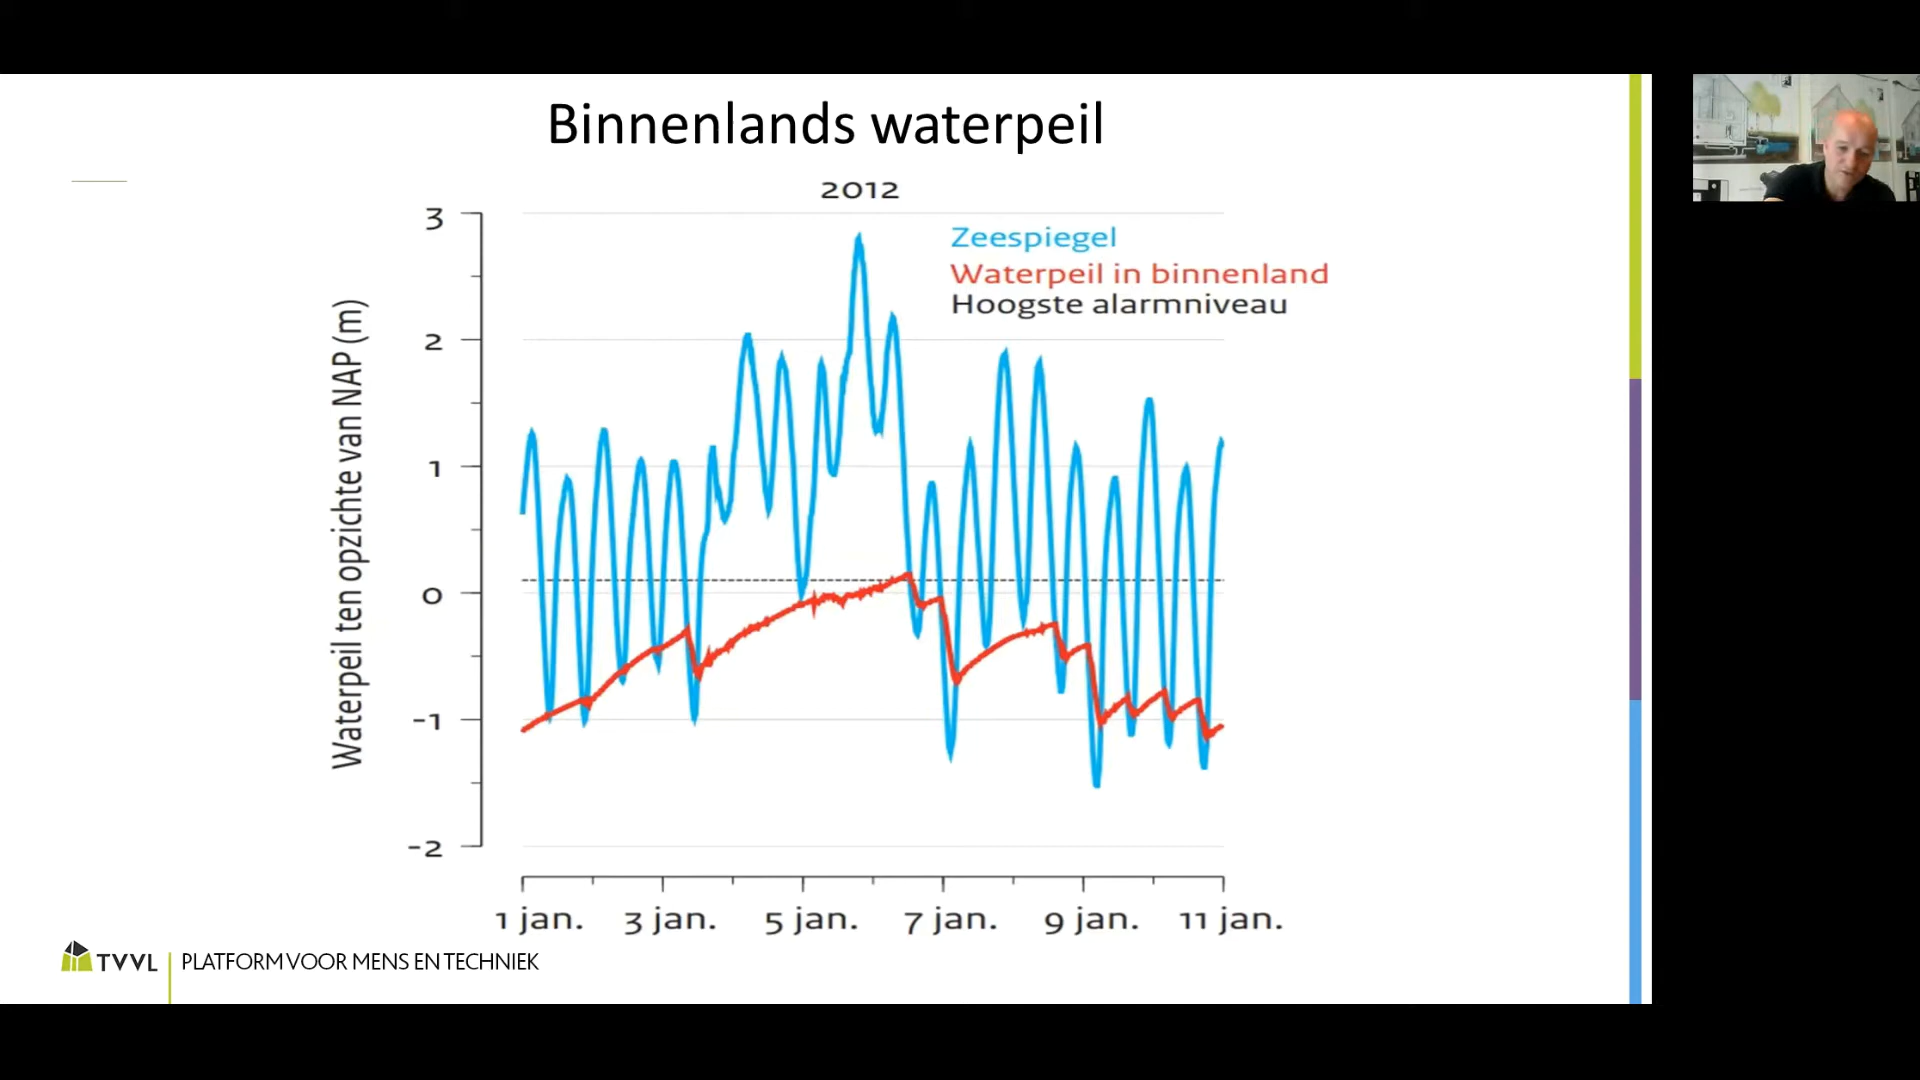 Binnenlands waterpeil
2012
Zeespiegel
Waterpeil in binnenland
Hoogste alarmniveau
Waterpeil ten opzichte van NAP (m)
3
2
1
0
-1
-2
1 jan.
3 jan.
5 jan.
7 jan.
9 jan.
11 jan.
TVVL
PLATFORM VOOR MENS EN TECHNIEK